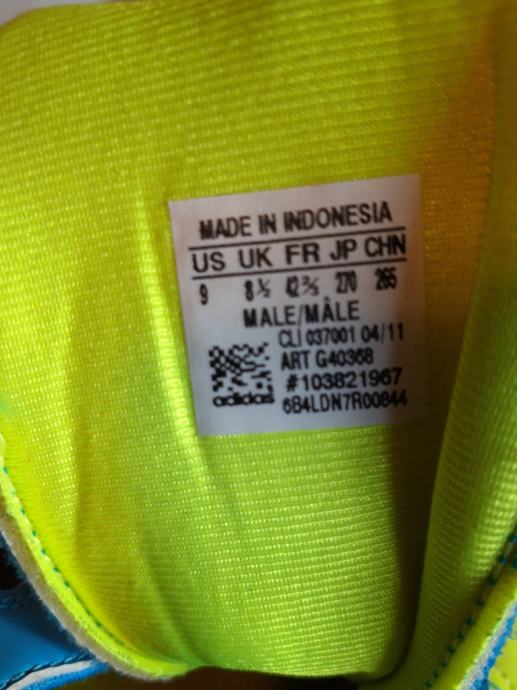 MADE IN INDONESIA
US UK FR JP CHN
9 8½ 42⅔ 270 265
MALE/MÂLE
CLI 037001 04/11
ART G40368
#103821967
adidas 6B4LDN7R00844